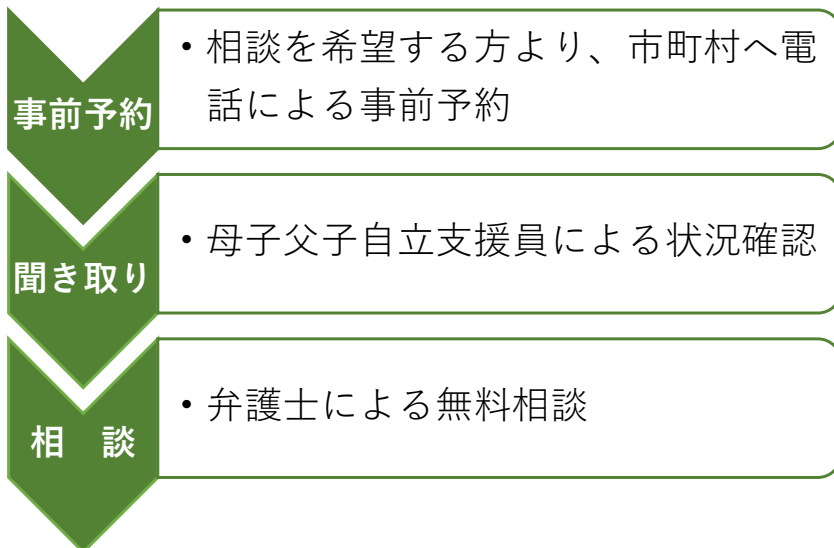 事前予約
・相談を希望する方より、市町村へ電
話による事前予約
聞き取り
・母子父子自立支援員による状況確認
相　談
・弁護士による無料相談